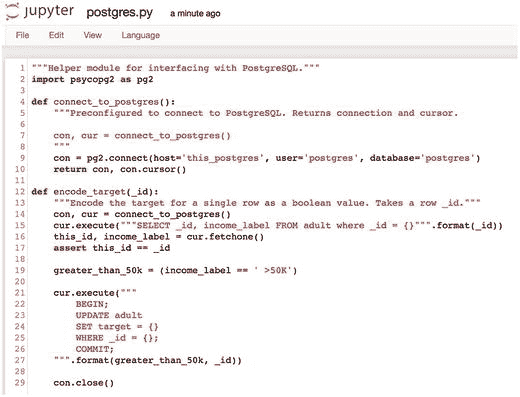 jupyter postgres.py a minute ago
File Edit View Language
1 """Helper module for interfacing with PostgreSQL."""
2 import psycopg2 as pg2
3
4 def connect_to_postgres():
5     """Preconfigured to connect to PostgreSQL. Returns connection and cursor.
6
7     con, cur = connect_to_postgres()
8     """
9     con = pg2.connect(host='this_postgres', user='postgres', database='postgres')
10     return con, con.cursor()
11
12 def encode_target(_id):
13     """Encode the target for a single row as a boolean value. Takes a row _id."""
14     con, cur = connect_to_postgres()
15     cur.execute("""SELECT _id, income_label FROM adult where _id = {}""".format(_id))
16     this_id, income_label = cur.fetchone()
17     assert this_id == _id
18
19     greater_than_50k = (income_label == ' >50K')
20
21     cur.execute("""
22         BEGIN;
23         UPDATE adult
24         SET target = {}
25         WHERE _id = {};
26         COMMIT;
27     """.format(greater_than_50k, _id))
28
29     con.close()